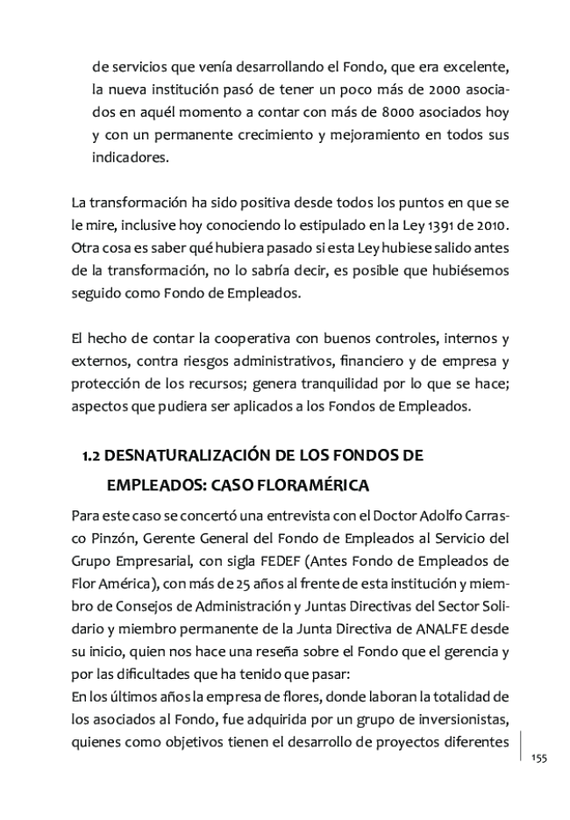 de servicios que venía desarrollando el Fondo, que era excelente,
la nueva institución pasó de tener un poco más de 2000 asocia-
dos en aquél momento a contar con más de 8000 asociados hoy
y con un permanente crecimiento y mejoramiento en todos sus
indicadores.
La transformación ha sido positiva desde todos los puntos en que se
le mire, inclusive hoy conociendo lo estipulado en la Ley 1391 de 2010.
Otra cosa es saber qué hubiera pasado si esta Ley hubiese salido antes
de la transformación, no lo sabría decir, es posible que hubiésemos
seguido como Fondo de Empleados.
El hecho de contar la cooperativa con buenos controles, internos y
externos, contra riesgos administrativos, financiero y de empresa y
protección de los recursos; genera tranquilidad por lo que se hace;
aspectos que pudiera ser aplicados a los Fondos de Empleados.
1.2 DESNATURALIZACIÓN DE LOS FONDOS DE
EMPLEADOS: CASO FLORAMÉRICA
Para este caso se concertó una entrevista con el Doctor Adolfo Carras-
co Pinzón, Gerente General del Fondo de Empleados al Servicio del
Grupo Empresarial, con sigla FEDEF (Antes Fondo de Empleados de
Flor América), con más de 25 años al frente de esta institución y miem-
bro de Consejos de Administración y Juntas Directivas del Sector Soli-
dario y miembro permanente de la Junta Directiva de ANALFE desde
su inicio, quien nos hace una reseña sobre el Fondo que el gerencia y
por las dificultades que ha tenido que pasar:
En los últimos años la empresa de flores, donde laboran la totalidad de
los asociados al Fondo, fue adquirida por un grupo de inversionistas,
quienes como objetivos tienen el desarrollo de proyectos diferentes
155